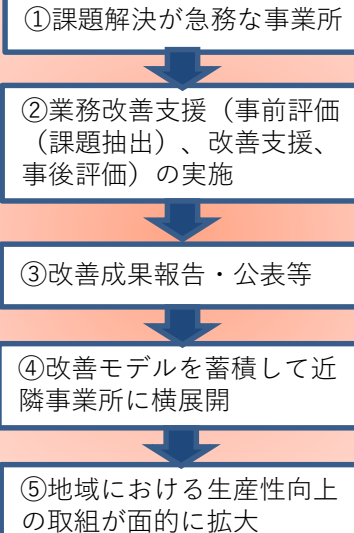 ①課題解決が急務な事業所
②業務改善支援（事前評価
（課題抽出）、改善支援、
事後評価）の実施
③改善成果報告・公表等
④改善モデルを蓄積して近
隣事業所に横展開
⑤地域における生産性向上
の取組が面的に拡大